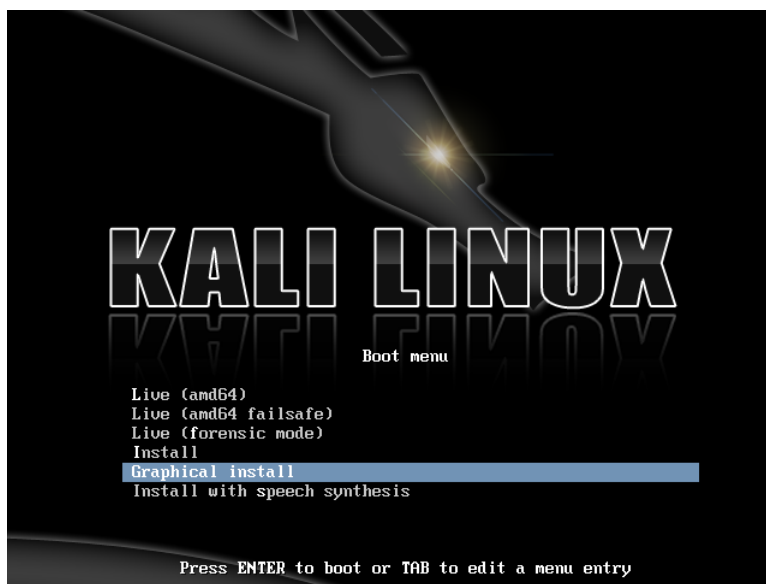 KALI LINUX
Boot menu
Live (amd64)
Live (amd64 failsafe)
Live (forensic mode)
Install
Graphical install
Install with speech synthesis
Press ENTER to boot or TAB to edit a menu entry